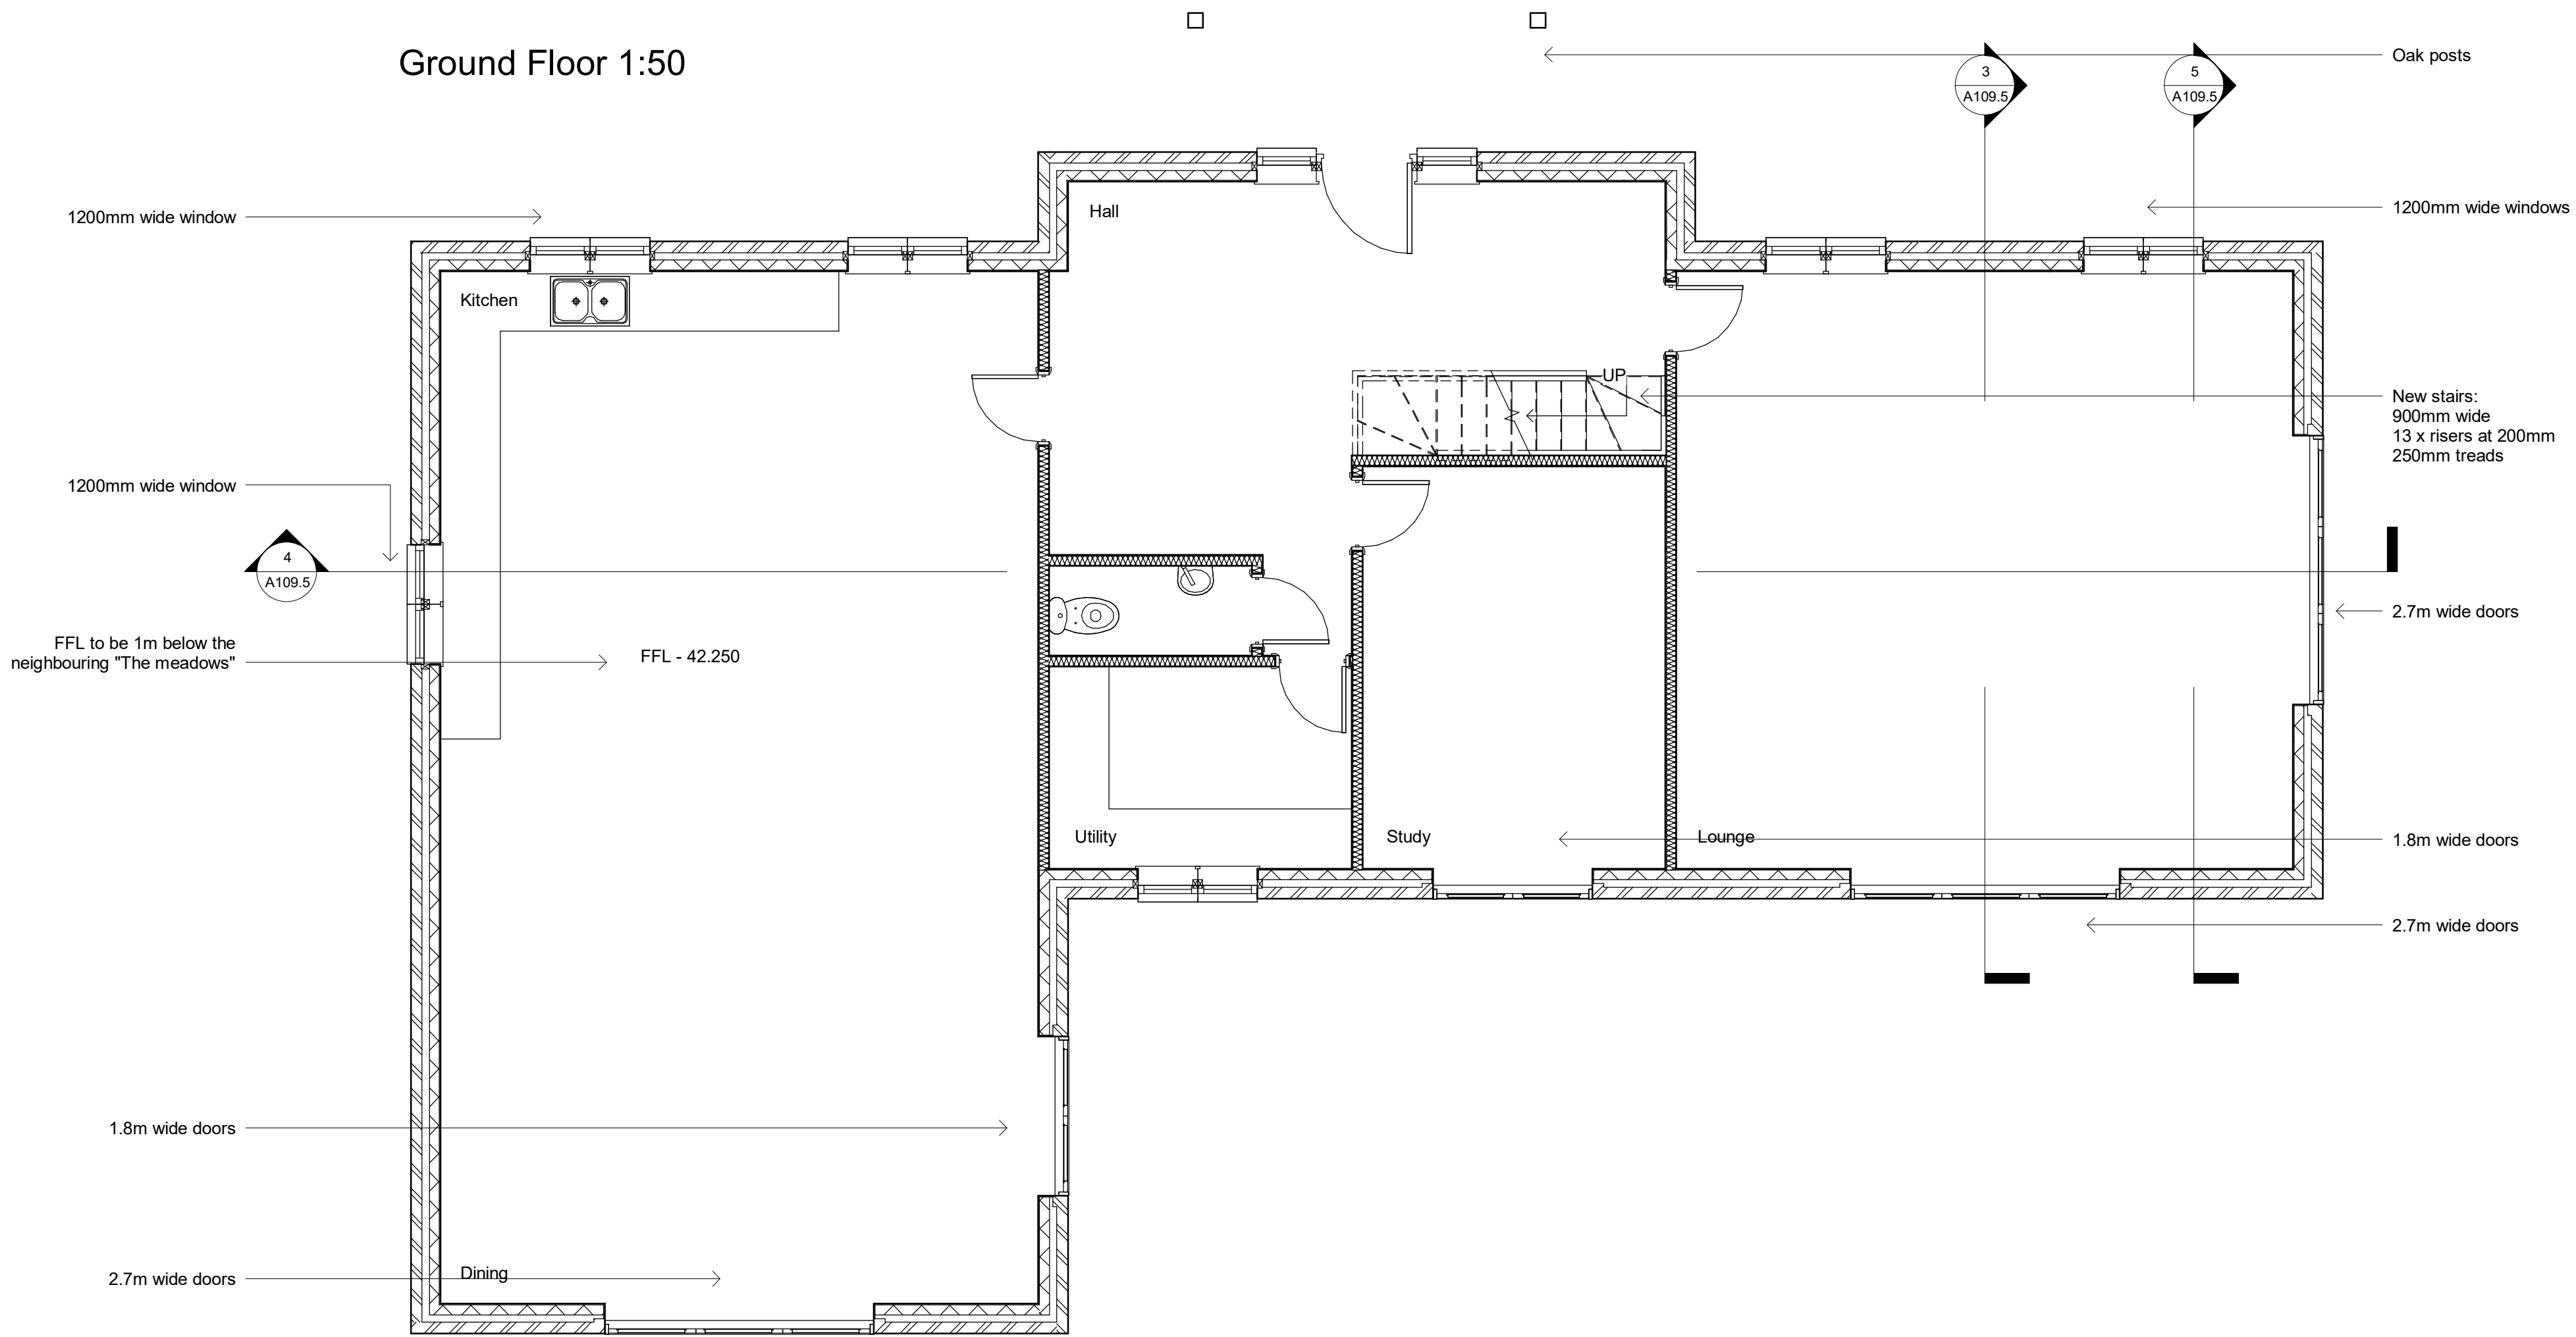 Ground Floor 1:50
Oak posts
3
A109.5
5
A109.5
1200mm wide window
Hall
1200mm wide windows
Kitchen
UP
New stairs:
900mm wide
13 x risers at 200mm
250mm treads
1200mm wide window
4
A109.5
2.7m wide doors
FFL to be 1m below the
neighbouring "The meadows"
FFL - 42.250
Utility
Study
Lounge
1.8m wide doors
2.7m wide doors
1.8m wide doors
Dining
2.7m wide doors